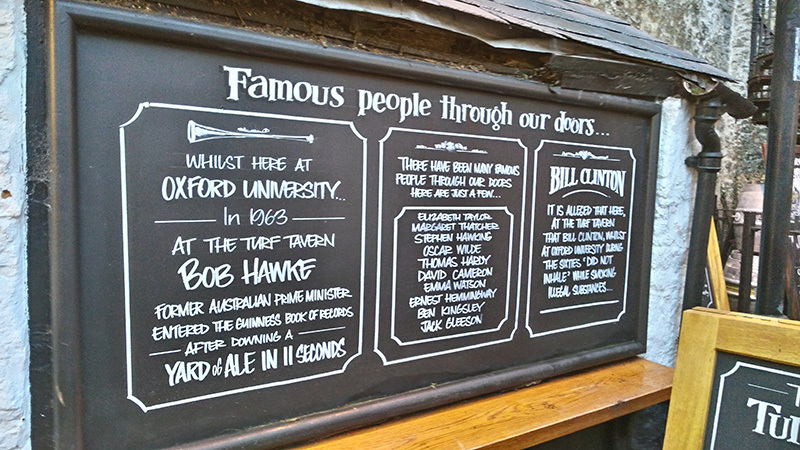 Famous people through our doors...
WHILST HERE AT
OXFORD UNIVERSITY...
In 1963
AT THE TURF TAVERN
BOB HAWKE
FORMER AUSTRALIAN PRIME MINISTER
ENTERED THE GUINNESS BOOK OF RECORDS
AFTER DOWNING A
YARD of ALE IN 11 SECONDS
THERE HAVE BEEN MANY FAMOUS
PEOPLE THROUGH OUR DOORS
HERE ARE JUST A FEW...
ELIZABETH TAYLOR
MARGARET THATCHER
STEPHEN HAWKING
OSCAR WILDE
THOMAS HARDY
DAVID CAMERON
EMMA WATSON
ERNEST HEMMINGWAY
BEN KINGSLEY
JACK GLEESON
BILL CLINTON
IT IS ALLEGED THAT HERE,
AT THE TURF TAVERN
THAT BILL CLINTON, WHILST
AT OXFORD UNIVERSITY DURING
THE SIXTIES "DID NOT
INHALE" WHILE SMOKING
ILLEGAL SUBSTANCES...